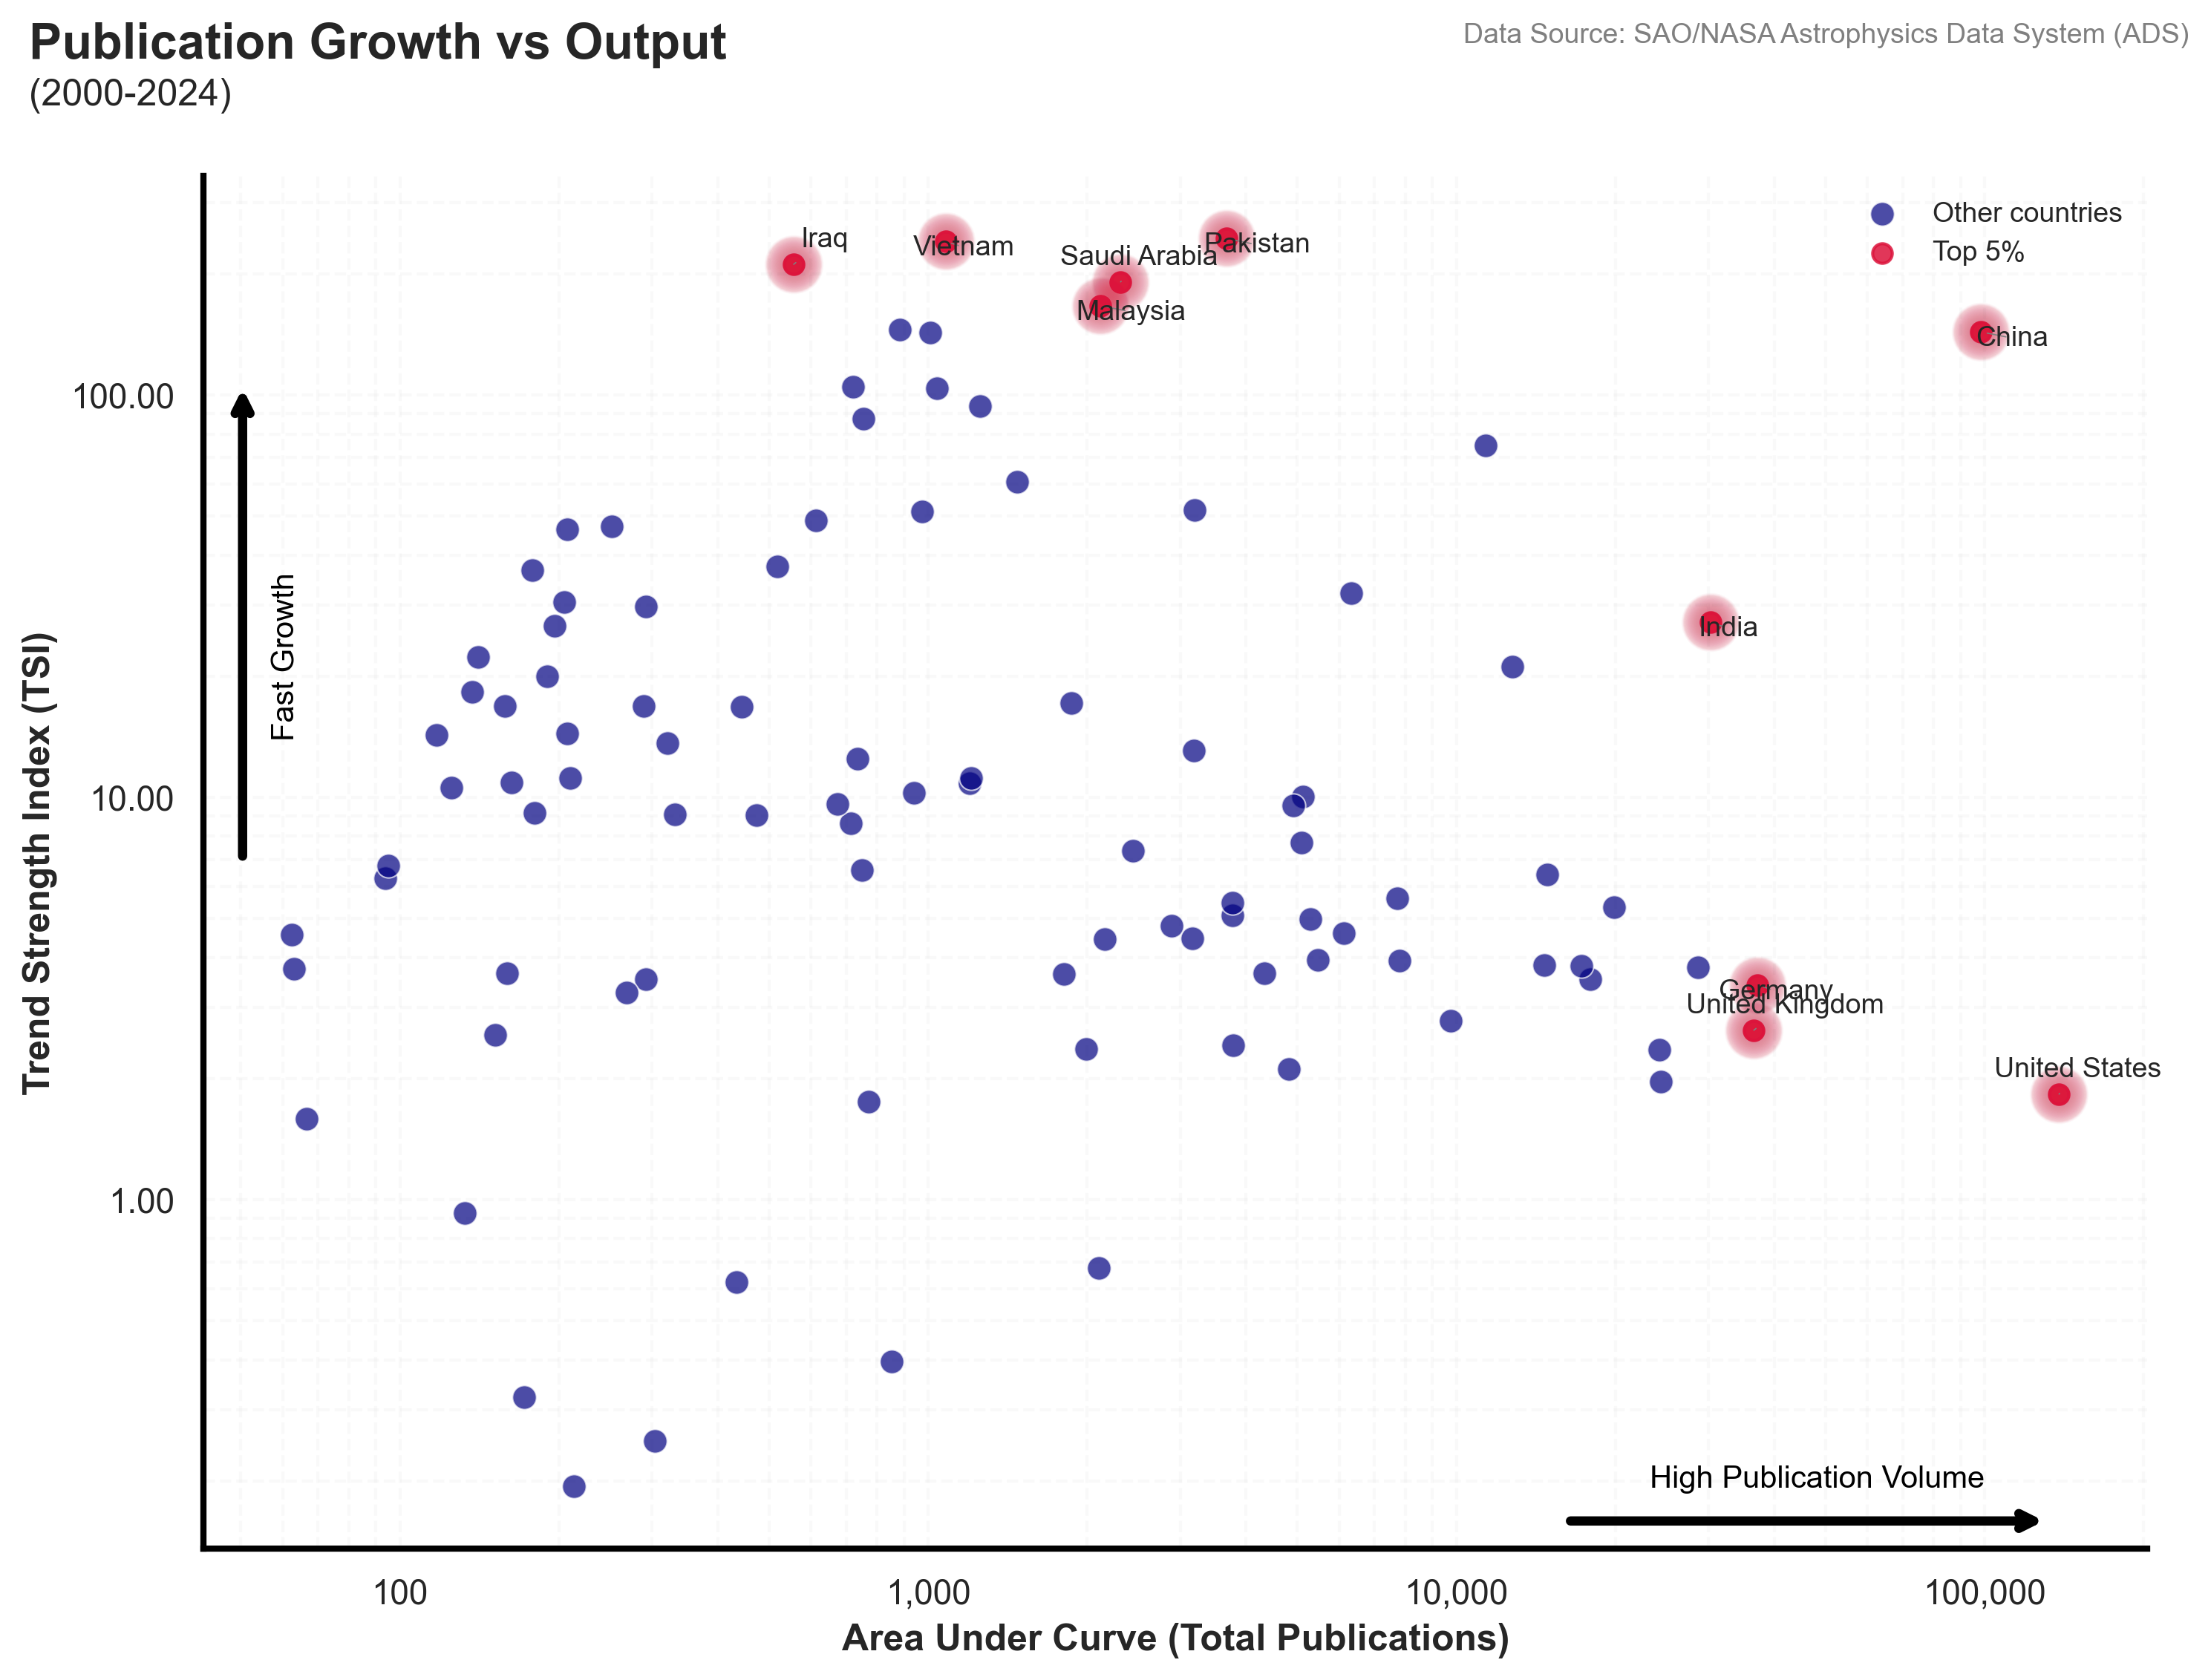 Publication Growth vs Output
(2000-2024)
Data Source: SAO/NASA Astrophysics Data System (ADS)
Other countries
Top 5%
Iraq
Vietnam
Pakistan
Saudi Arabia
Malaysia
China
India
Germany
United Kingdom
United States
Trend Strength Index (TSI)
100.00
10.00
1.00
Fast Growth
High Publication Volume
100
1,000
10,000
100,000
Area Under Curve (Total Publications)